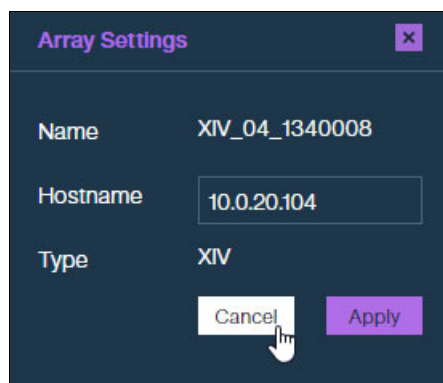 Array Settings
Name XIV_04_1340008
Hostname 10.0.20.104
Type XIV
Cancel Apply